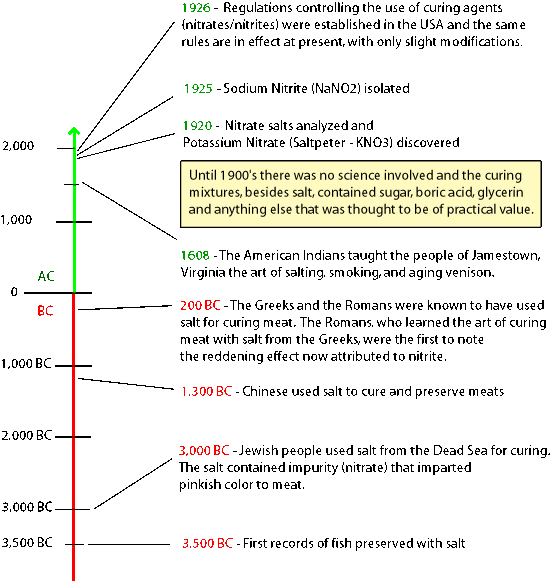 1926 - Regulations controlling the use of curing agents
(nitrates/nitrites) were established in the USA and the same
rules are in effect at present, with only slight modifications.
1925 - Sodium Nitrite (NaNO2) isolated
1920 - Nitrate salts analyzed and
Potassium Nitrate (Saltpeter - KNO3) discovered
2,000
Until 1900's there was no science involved and the curing
mixtures, besides salt, contained sugar, boric acid, glycerin
and anything else that was thought to be of practical value.
1,000
1608 - The American Indians taught the people of Jamestown,
Virginia the art of salting, smoking, and aging venison.
AC
0
BC
200 BC - The Greeks and the Romans were known to have used
salt for curing meat. The Romans, who learned the art of curing
meat with salt from the Greeks, were the first to note
the reddening effect now attributed to nitrite.
1,000 BC
1.300 BC - Chinese used salt to cure and preserve meats
2,000 BC
3,000 BC - Jewish people used salt from the Dead Sea for curing.
The salt contained impurity (nitrate) that imparted
pinkish color to meat.
3,000 BC
3,500 BC
3.500 BC - First records of fish preserved with salt